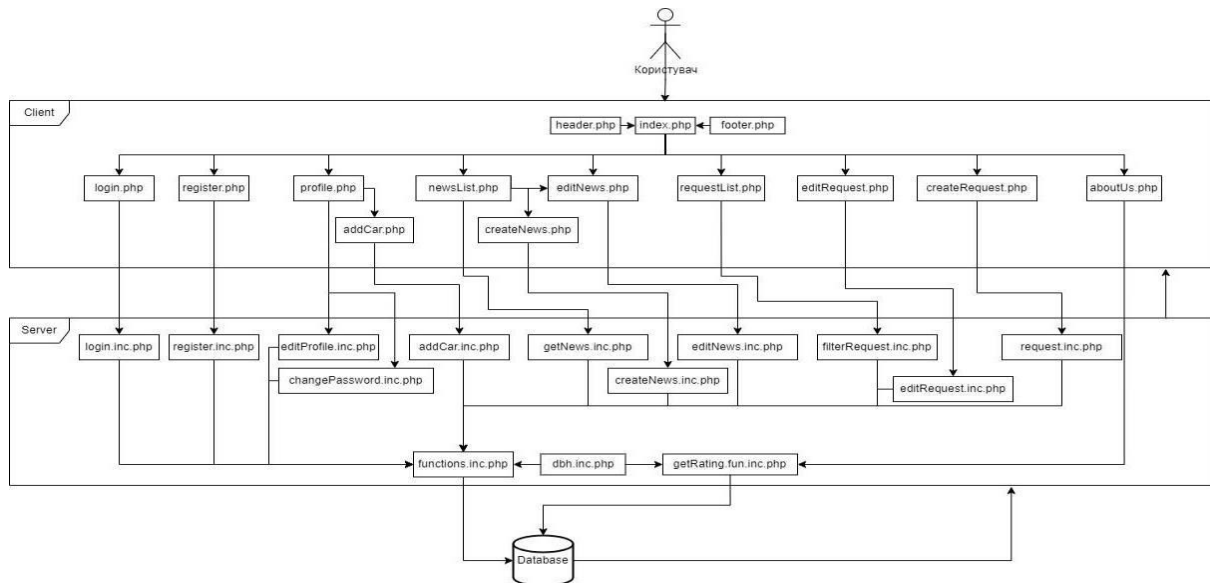 Користувач
Client
header.php
index.php
footer.php
login.php
register.php
profile.php
newsList.php
editNews.php
requestList.php
editRequest.php
createRequest.php
aboutUs.php
addCar.php
createNews.php
Server
login.inc.php
register.inc.php
editProfile.inc.php
addCar.inc.php
getNews.inc.php
editNews.inc.php
filterRequest.inc.php
request.inc.php
changePassword.inc.php
createNews.inc.php
editRequest.inc.php
functions.inc.php
dbh.inc.php
getRating.fun.inc.php
Database